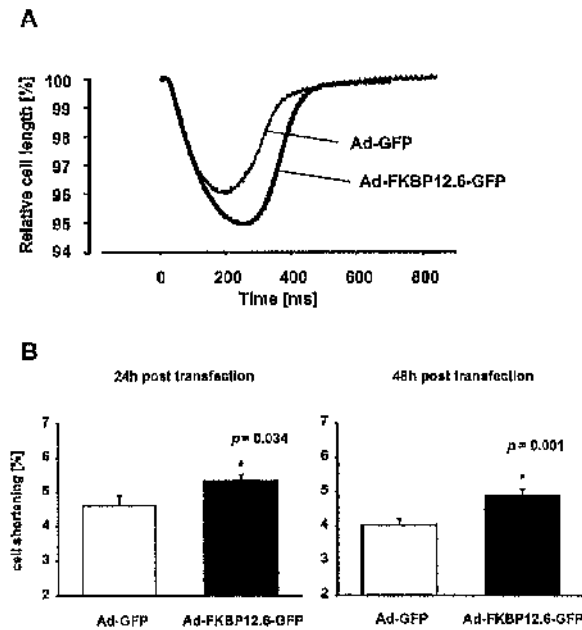 A
Relative cell length [%]
100
99
98
97
96
95
94
Ad-GFP
Ad-FKBP12.6-GFP
0 200 400 600 800
Time [ms]
B
24h post transfection
48h post transfection
cell shortening [%]
7
6
5
4
3
2
p = 0.034
*
Ad-GFP Ad-FKBP12.6-GFP
7
6
5
4
3
2
p = 0.001
*
Ad-GFP Ad-FKBP12.6-GFP